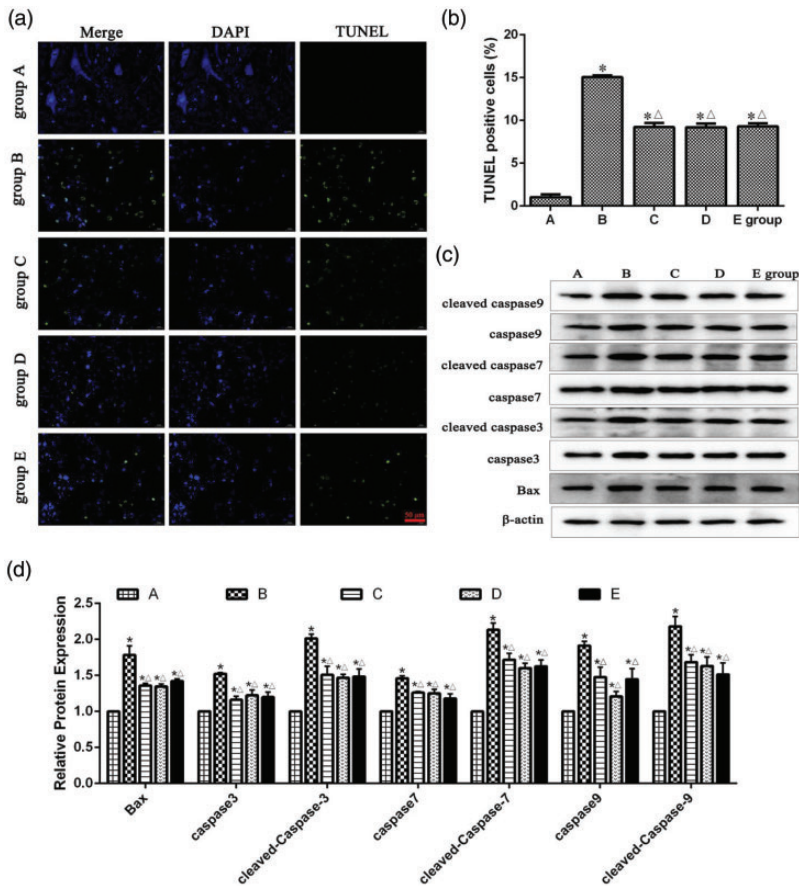 (a)
Merge DAPI TUNEL
group A
group B
group C
group D
group E
50 μm
(b)
TUNEL positive cells (%)
20
15
10
5
0
* *△ *△ *△
A B C D E group
(c)
A B C D E group
cleaved caspase9
caspase9
cleaved caspase7
caspase7
cleaved caspase3
caspase3
Bax
β-actin
(d)
A B C D E
Relative Protein Expression
2.5
2.0
1.5
1.0
0.5
0.0
* *△ *△ *△ * *△ *△ *△ * *△ *△ *△ * *△ *△ *△ * *△ *△ *△ * *△ *△ *△ * *△ *△ *△
Bax
caspase3
cleaved-Caspase-3
caspase7
cleaved-Caspase-7
caspase9
cleaved-Caspase-9